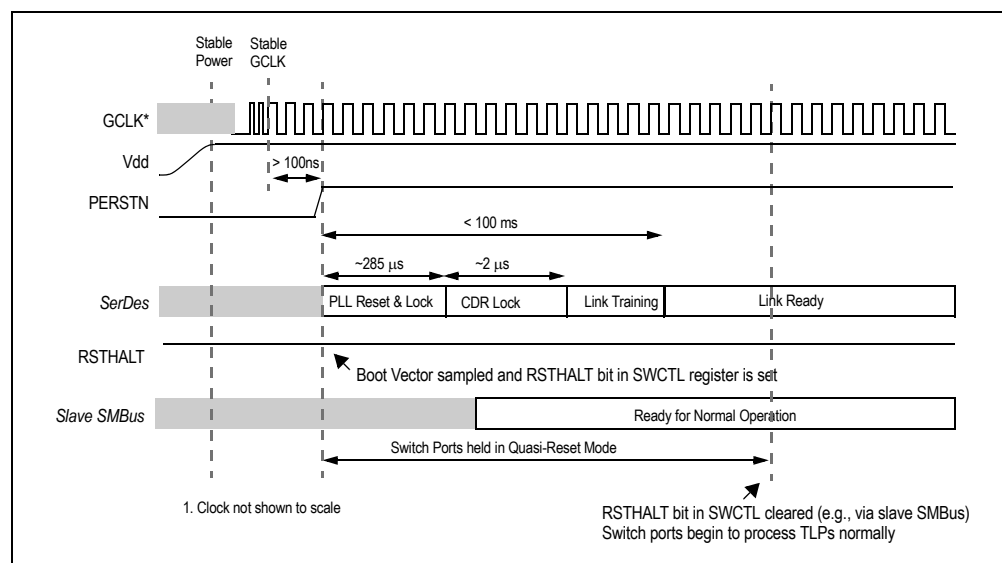 Stable
Power
Stable
GCLK
GCLK*
Vdd
> 100ns
PERSTN
< 100 ms
~285 μs
~2 μs
SerDes
PLL Reset & Lock
CDR Lock
Link Training
Link Ready
RSTHALT
Boot Vector sampled and RSTHALT bit in SWCTL register is set
Slave SMBus
Ready for Normal Operation
Switch Ports held in Quasi-Reset Mode
1. Clock not shown to scale
RSTHALT bit in SWCTL cleared (e.g., via slave SMBus)
Switch ports begin to process TLPs normally